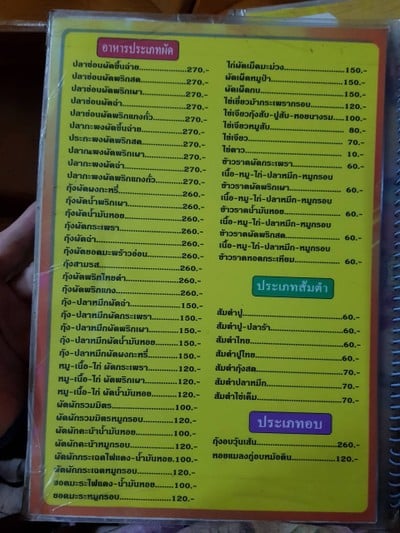 อาหารประเภทผัด
ปลาช่อนผัดขึ้นฉ่าย 270.-
ปลาช่อนผัดพริกสด 270.-
ปลาช่อนผัดพริกเผา 270.-
ปลาช่อนผัดฉ่า 270.-
ปลาช่อนผัดพริกแกงคั่ว 270.-
ปลากะพงผัดขึ้นฉ่าย 270.-
ประกะพงผัดพริกสด 270.-
ปลากะพงผัดพริกเผา 270.-
ปลากะพงผัดฉ่า 270.-
ปลากะพงผัดพริกแกงคั่ว 270.-
กุ้งผัดผงกะหรี่ 260.-
กุ้งผัดน้ำพริกเผา 260.-
กุ้งผัดน้ำมันหอย 260.-
กุ้งผัดกระเพรา 260.-
กุ้งผัดฉ่า 260.-
กุ้งผัดยอดมะพร้าวอ่อน 260.-
กุ้งสามรส 260.-
กุ้งผัดพริกไทยดำ 260.-
กุ้งผัดพริกแกง 260.-
กุ้ง-ปลาหมึกผัดฉ่า 150.-
กุ้ง-ปลาหมึกผัดกระเพรา 150.-
กุ้ง-ปลาหมึกผัดพริกเผา 150.-
กุ้ง-ปลาหมึกผัดน้ำมันหอย 150.-
กุ้ง-ปลาหมึกผัดผงกะหรี่ 150.-
หมู-เนื้อ-ไก่ ผัดกระเพรา 120.-
หมู-เนื้อ-ไก่ ผัดพริกเผา 120.-
หมู-เนื้อ-ไก่ ผัดน้ำมันหอย 120.-
ผัดผักรวมมิตร 100.-
ผัดผักรวมมิตรหมูกรอบ 120.-
ผัดผักคะน้าน้ำมันหอย 100.-
ผัดผักคะน้าหมูกรอบ 120.-
ผัดผักกระเฉดไฟแดง-น้ำมันหอย 100.-
ผัดผักกระเฉดหมูกรอบ 120.-
ยอดมะระไฟแดง-น้ำมันหอย 100.-
ยอดมะระหมูกรอบ 120.-
ไก่ผัดเม็ดมะม่วง 150.-
ผัดเผ็ดหมูป่า 150.-
ผัดเผ็ดกบ 150.-
ไข่เยี่ยวม้ากระเพรากรอบ 120.-
ไข่เจียวกุ้งสับ-ปูสับ-หอยนางรม 100.-
ไข่เจียวหมูสับ 80.-
ไข่เจียว 70.-
ไข่ดาว 10.-
ข้าวราดผัดกระเพรา 60.-
เนื้อ-หมู-ไก่-ปลาหมึก-หมูกรอบ
ข้าวราดผัดพริกเผา 60.-
เนื้อ-หมู-ไก่-ปลาหมึก-หมูกรอบ
ข้าวราดน้ำมันหอย 60.-
เนื้อ-หมู-ไก่-ปลาหมึก-หมูกรอบ
ข้าวราดผัดพริกสด 60.-
เนื้อ-หมู-ไก่-ปลาหมึก-หมูกรอบ
ข้าวราดทอดกระเทียม 60.-
ประเภทส้มตำ
ส้มตำปู 60.-
ส้มตำปู-ปลาร้า 60.-
ส้มตำไทย 60.-
ส้มตำปูไทย 60.-
ส้มตำกุ้งสด 70.-
ส้มตำปลาหมึก 70.-
ส้มตำไข่เค็ม 70.-
ประเภทอบ
กุ้งอบวุ้นเส้น 260.-
หอยแมลงภู่อบหม้อดิน 120.-